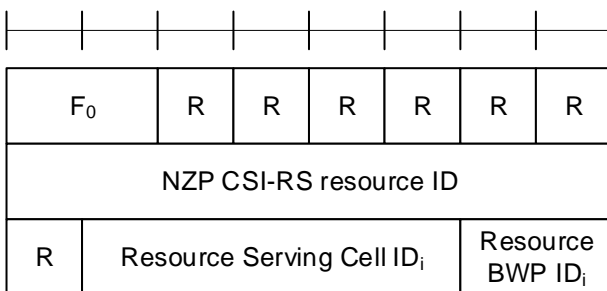 F₀ R R R R R R
NZP CSI-RS resource ID
R Resource Serving Cell IDᵢ Resource
BWP IDᵢ